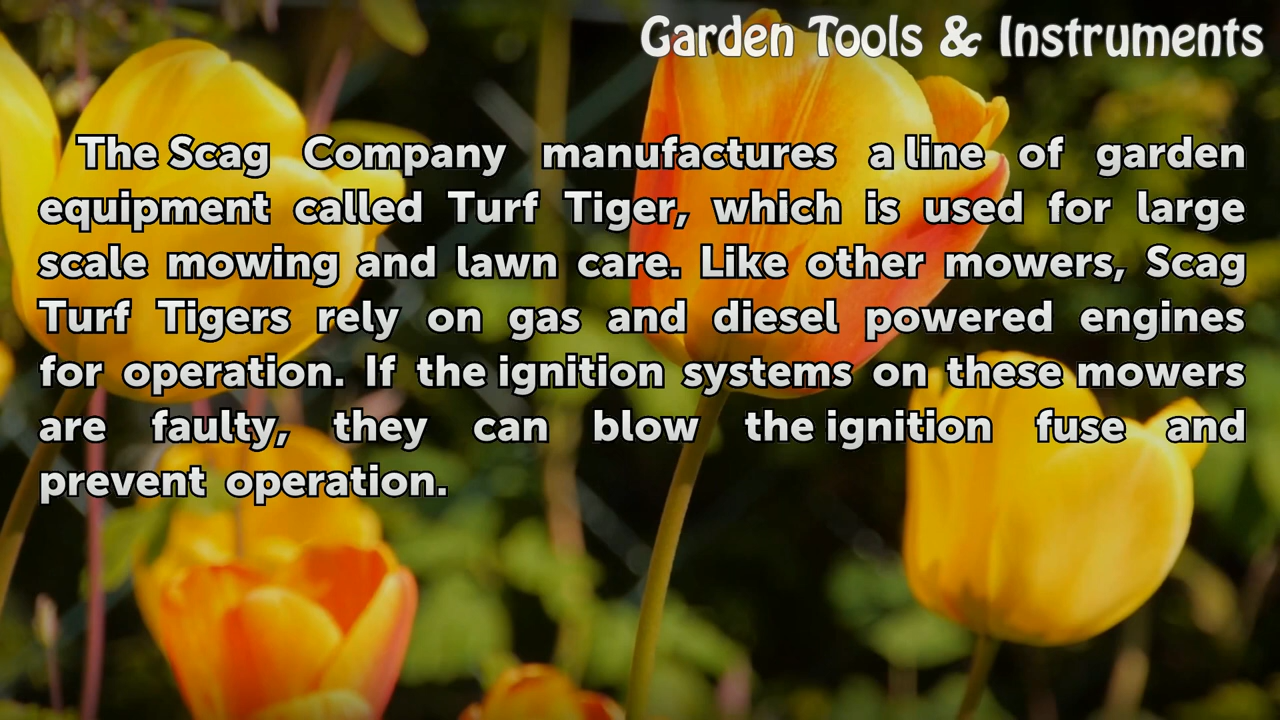 Garden Tools & Instruments
The Scag Company manufactures a line of garden
equipment called Turf Tiger, which is used for large
scale mowing and lawn care. Like other mowers, Scag
Turf Tigers rely on gas and diesel powered engines
for operation. If the ignition systems on these mowers
are faulty, they can blow the ignition fuse and
prevent operation.